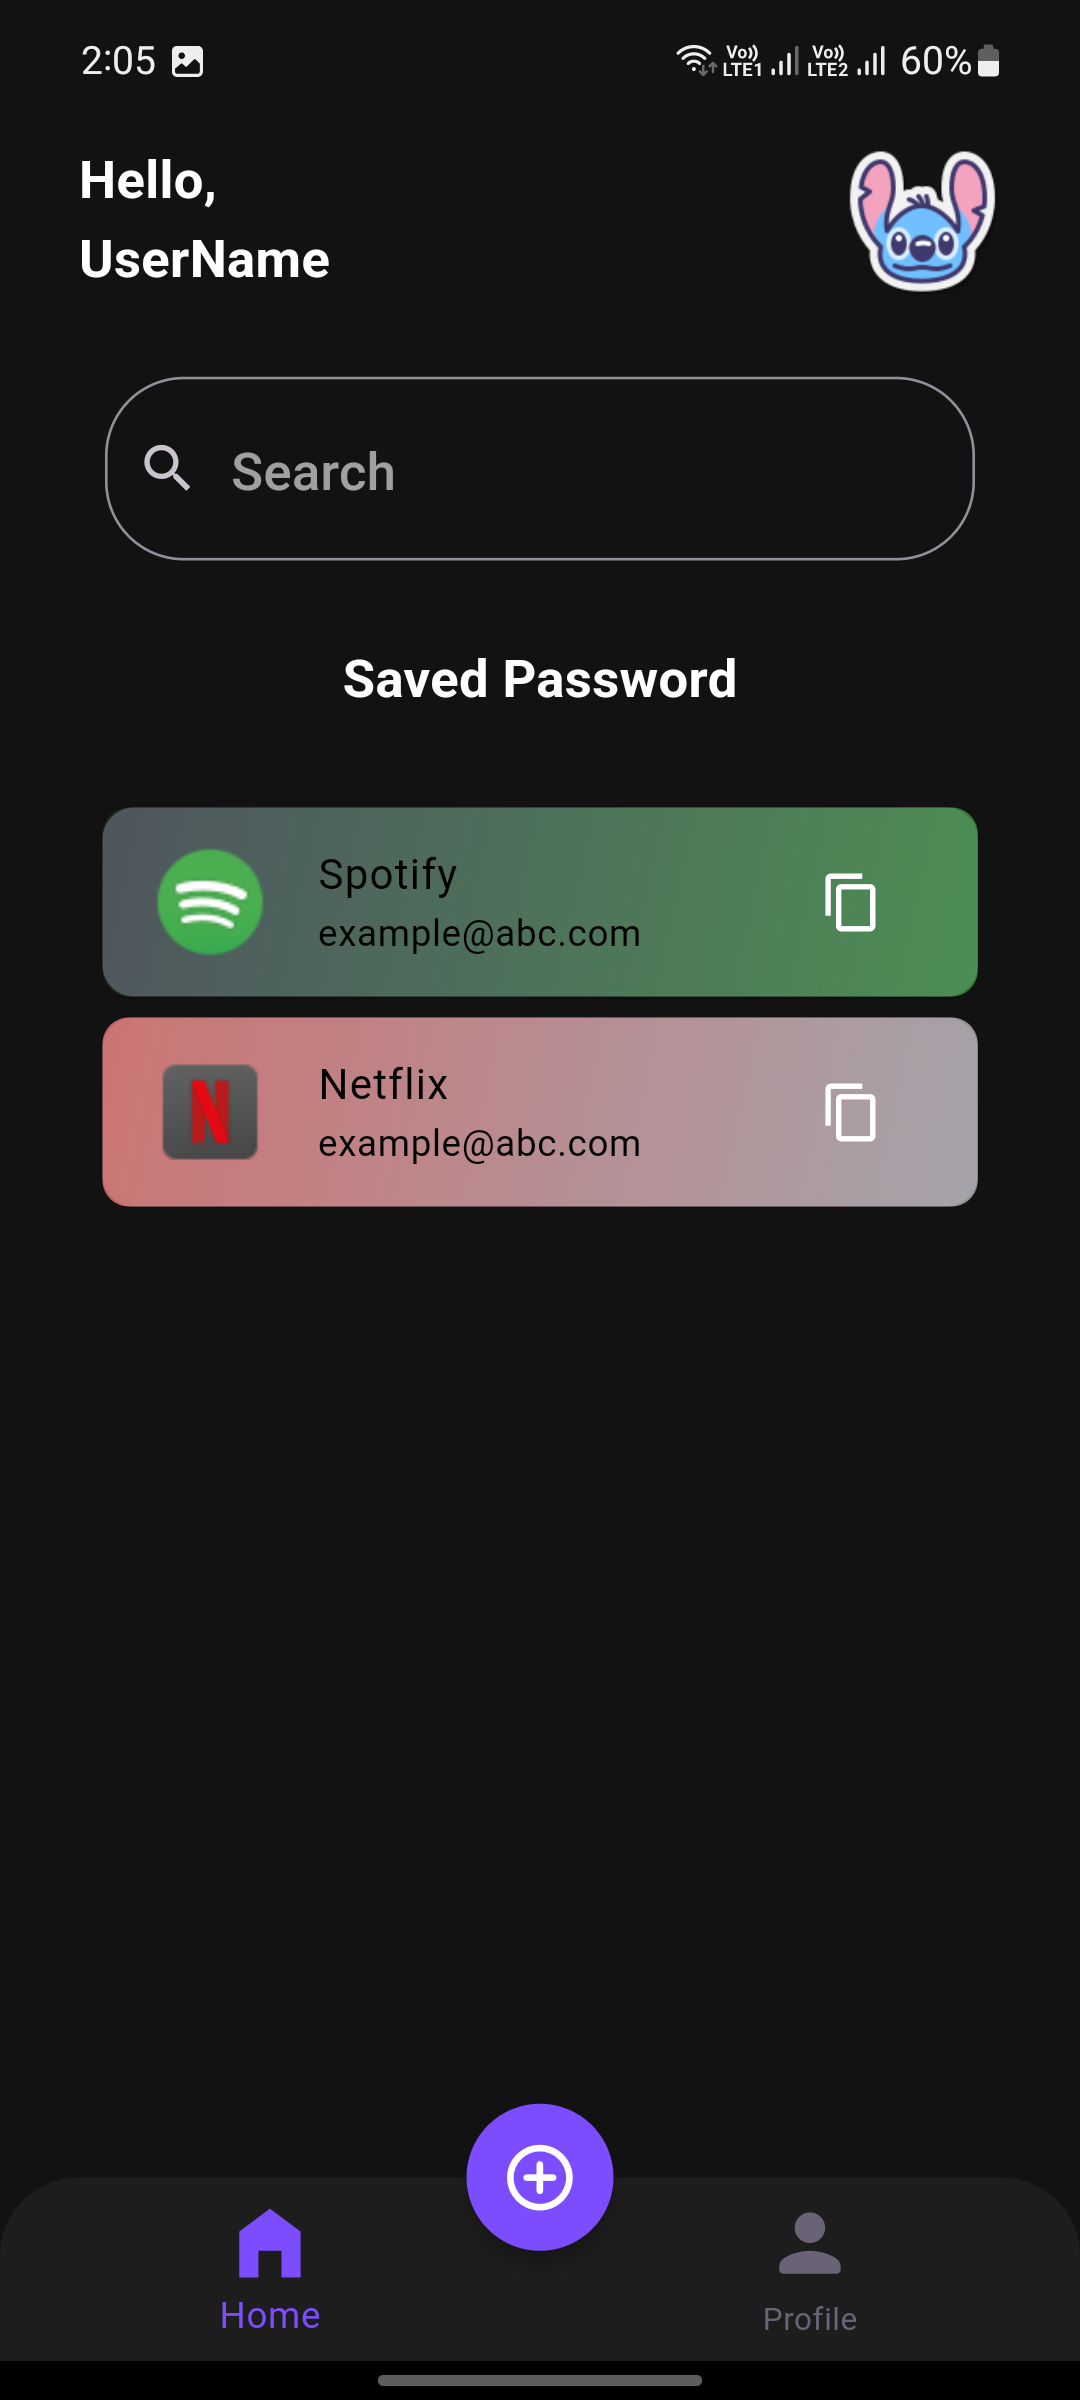 2:05
Vo)) LTE1 Vo)) LTE2 60%
Hello,
UserName
Search
Saved Password
Spotify
example@abc.com
N
Netflix
example@abc.com
Home
Profile